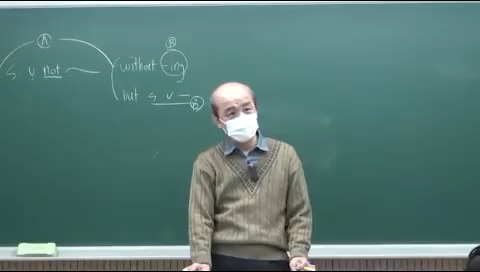 Ⓐ
Ⓑ
S V not without -ing
but S V Ⓑ